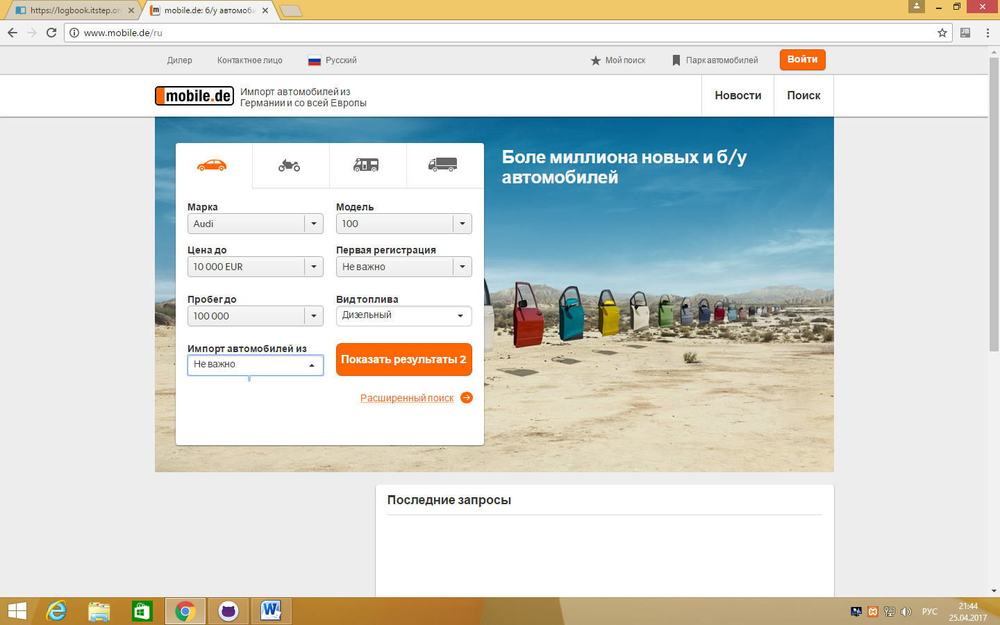 https://logbook.itstep.or
mobile.de: б/у автомоби
www.mobile.de/ru
Дилер
Контактное лицо
Русский
Мой поиск
Парк автомобилей
Войти
mobile.de
Импорт автомобилей из
Германии и со всей Европы
Новости
Поиск
Боле миллиона новых и б/у
автомобилей
Марка
Модель
Audi
100
Цена до
Первая регистрация
10 000 EUR
Не важно
Пробег до
Вид топлива
100 000
Дизельный
Импорт автомобилей из
Не важно
Показать результаты 2
Расширенный поиск
Последние запросы
РУС
21:44
25.04.2017